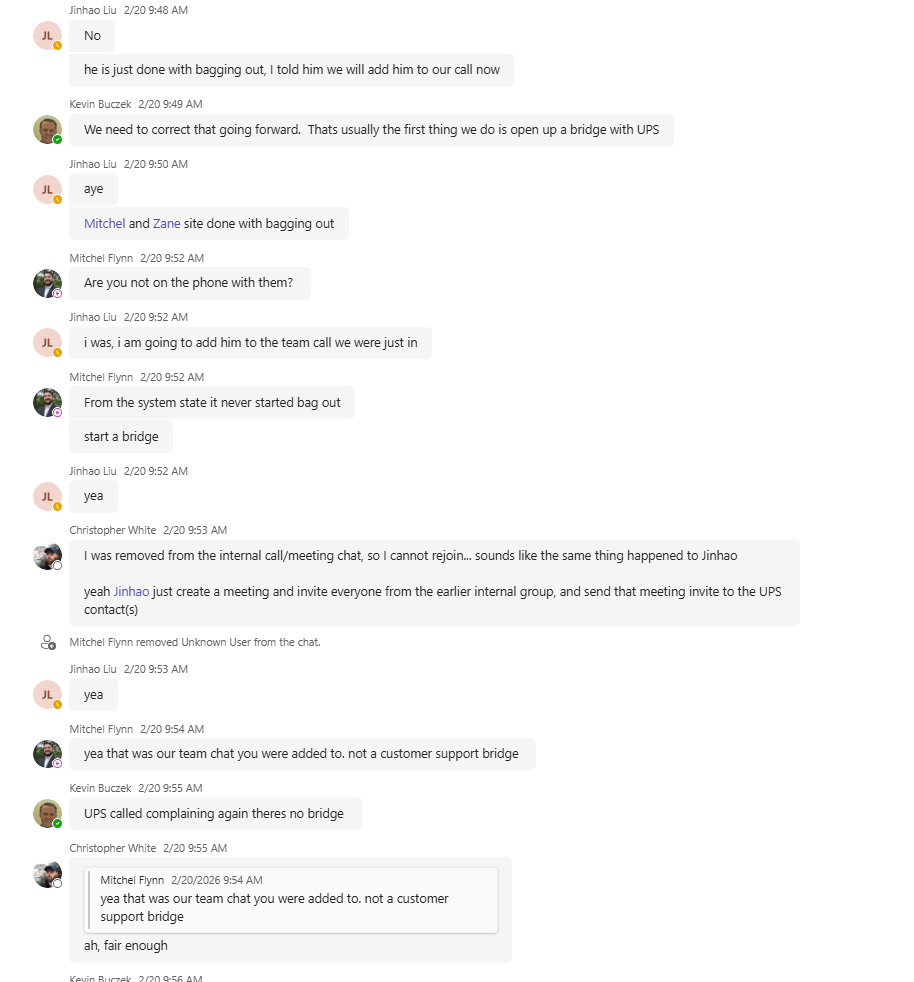 Jinhao Liu 2/20 9:48 AM
JL
No
he is just done with bagging out, I told him we will add him to our call now
Kevin Buczek 2/20 9:49 AM
We need to correct that going forward. Thats usually the first thing we do is open up a bridge with UPS
Jinhao Liu 2/20 9:50 AM
JL
aye
Mitchel and Zane site done with bagging out
Mitchel Flynn 2/20 9:52 AM
Are you not on the phone with them?
Jinhao Liu 2/20 9:52 AM
JL
i was, i am going to add him to the team call we were just in
Mitchel Flynn 2/20 9:52 AM
From the system state it never started bag out
start a bridge
Jinhao Liu 2/20 9:52 AM
JL
yea
Christopher White 2/20 9:53 AM
I was removed from the internal call/meeting chat, so I cannot rejoin... sounds like the same thing happened to Jinhao
yeah Jinhao just create a meeting and invite everyone from the earlier internal group, and send that meeting invite to the UPS
contact(s)
Mitchel Flynn removed Unknown User from the chat.
Jinhao Liu 2/20 9:53 AM
JL
yea
Mitchel Flynn 2/20 9:54 AM
yea that was our team chat you were added to. not a customer support bridge
Kevin Buczek 2/20 9:55 AM
UPS called complaining again theres no bridge
Christopher White 2/20 9:55 AM
Mitchel Flynn 2/20/2026 9:54 AM
yea that was our team chat you were added to. not a customer
support bridge
ah, fair enough
Kevin Buczek 2/20 9:56 AM